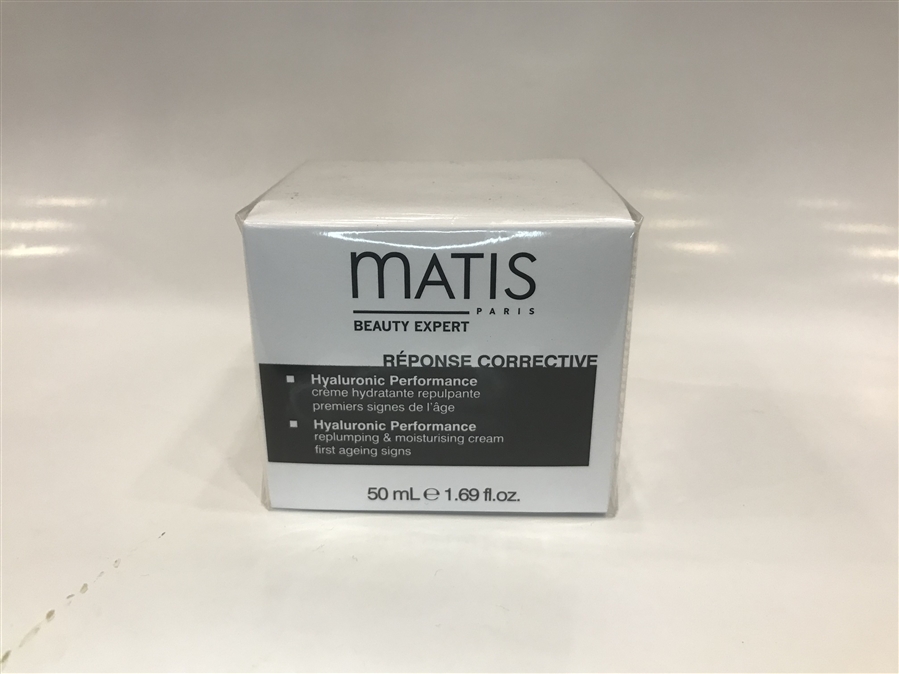 MATIS
PARIS
BEAUTY EXPERT
RÉPONSE CORRECTIVE
Hyaluronic Performance
crème hydratante repulpante
premiers signes de l'âge
Hyaluronic Performance
replumping & moisturising cream
first ageing signs
50 mL ℮ 1.69 fl.oz.